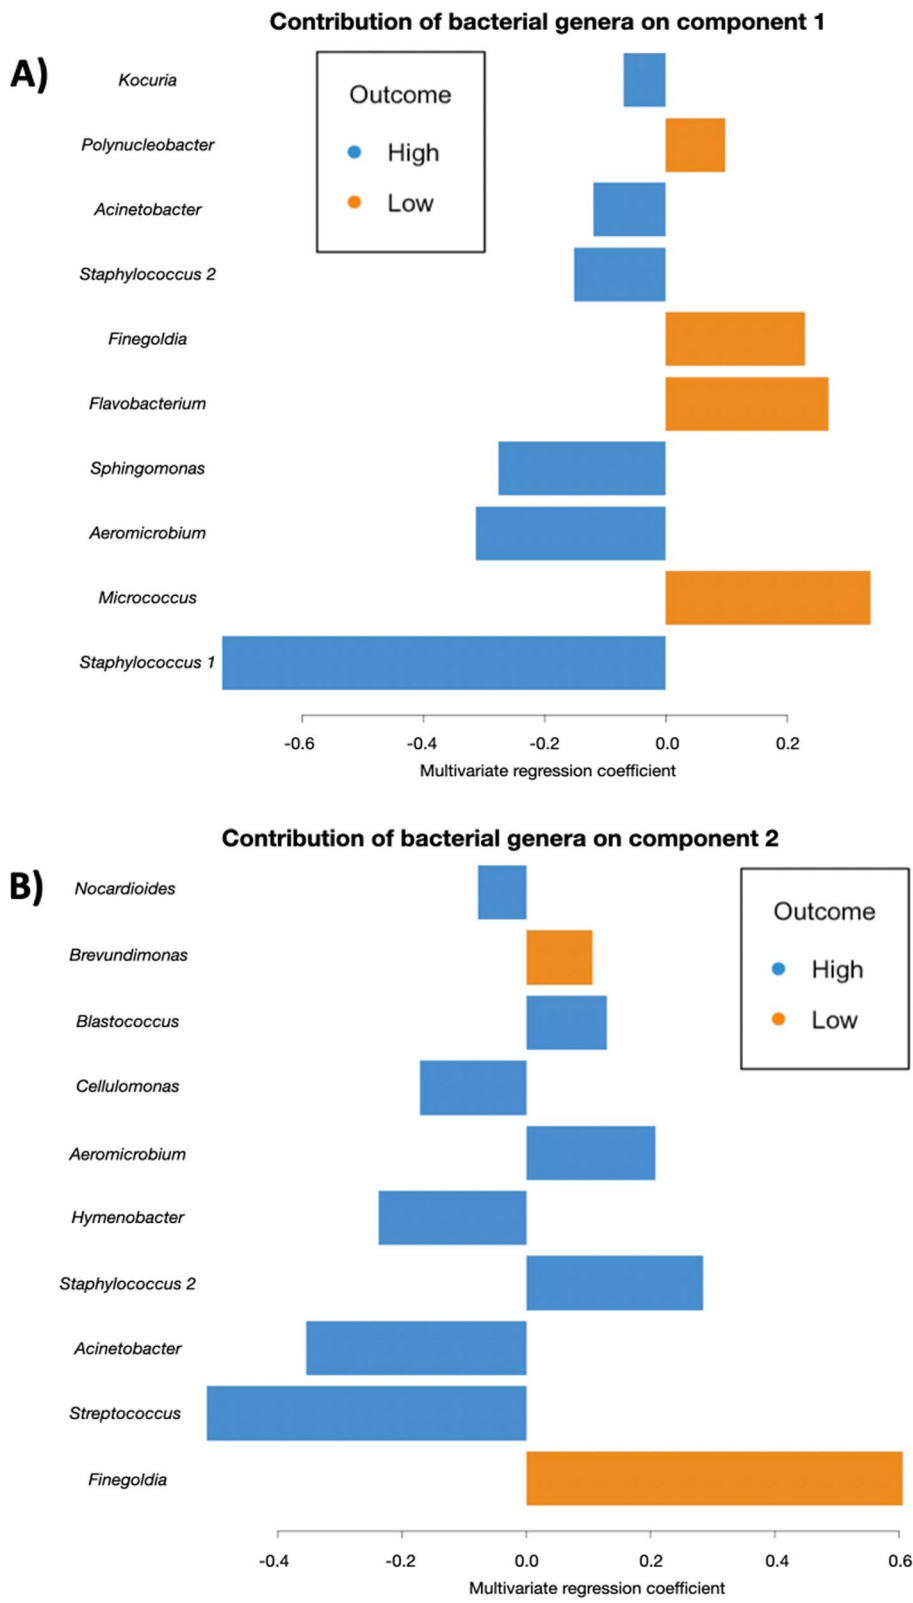 Contribution of bacterial genera on component 1
A)
Outcome
High
Low
Kocuria
Polynucleobacter
Acinetobacter
Staphylococcus 2
Finegoldia
Flavobacterium
Sphingomonas
Aeromicrobium
Micrococcus
Staphylococcus 1
-0.6 -0.4 -0.2 0.0 0.2
Multivariate regression coefficient
Contribution of bacterial genera on component 2
B)
Outcome
High
Low
Nocardioides
Brevundimonas
Blastococcus
Cellulomonas
Aeromicrobium
Hymenobacter
Staphylococcus 2
Acinetobacter
Streptococcus
Finegoldia
-0.4 -0.2 0.0 0.2 0.4 0.6
Multivariate regression coefficient